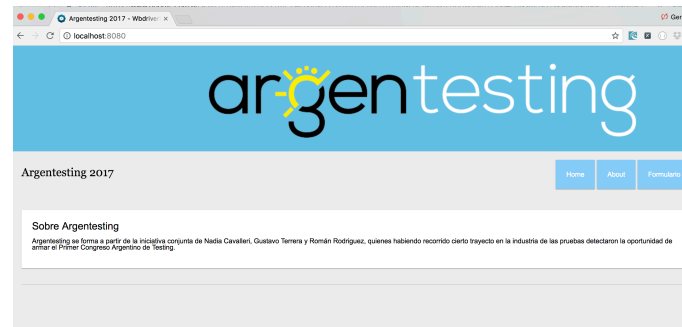 Argentesting 2017 - Wbdriver
Ger
localhost:8080
argentesting
Argentesting 2017
Home About Formulario
Sobre Argentesting
Argentesting se forma a partir de la iniciativa conjunta de Nadia Cavalleri, Gustavo Terrera y Román Rodriguez, quienes habiendo recorrido cierto trayecto en la industria de las pruebas detectaron la oportunidad de
armar el Primer Congreso Argentino de Testing.